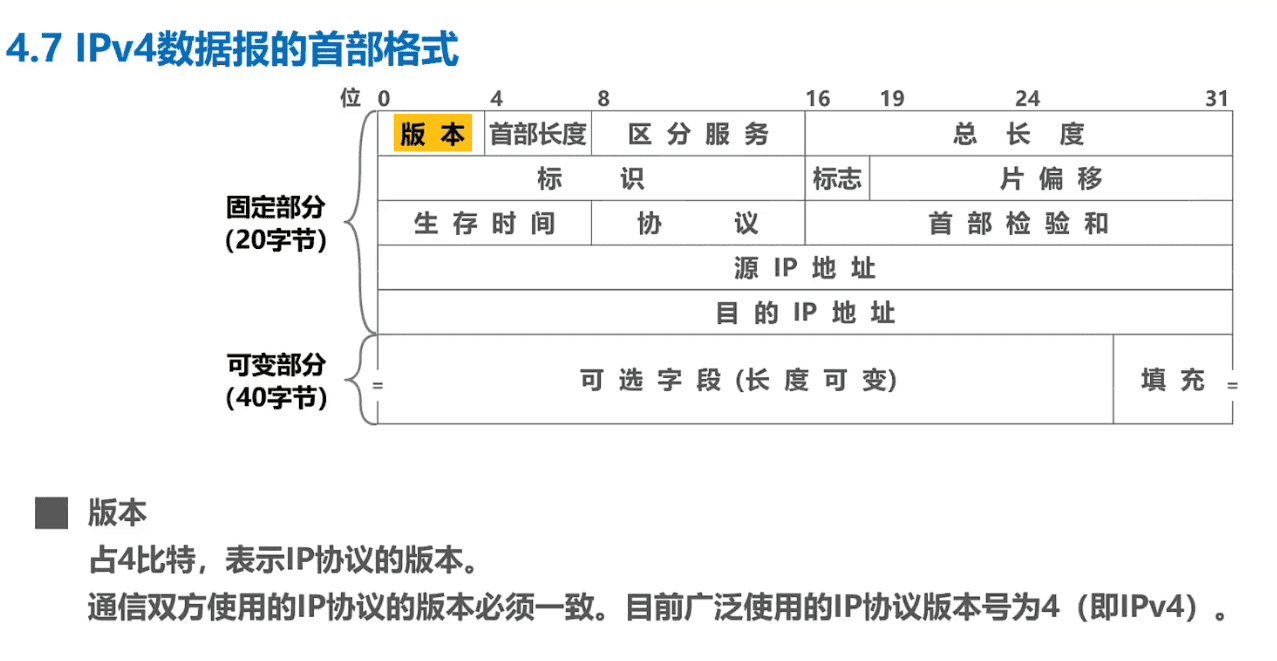 4.7 IPv4数据报的首部格式
位 0 4 8 16 19 24 31
版 本 首部长度 区 分 服 务 总 长 度
标 识 标志 片 偏 移
固定部分
(20字节)
生 存 时 间 协 议 首 部 检 验 和
源 IP 地 址
目 的 IP 地 址
可变部分
(40字节)
= 可 选 字 段 (长 度 可 变) 填 充 =
版本
占4比特，表示IP协议的版本。
通信双方使用的IP协议的版本必须一致。目前广泛使用的IP协议版本号为4（即IPv4）。